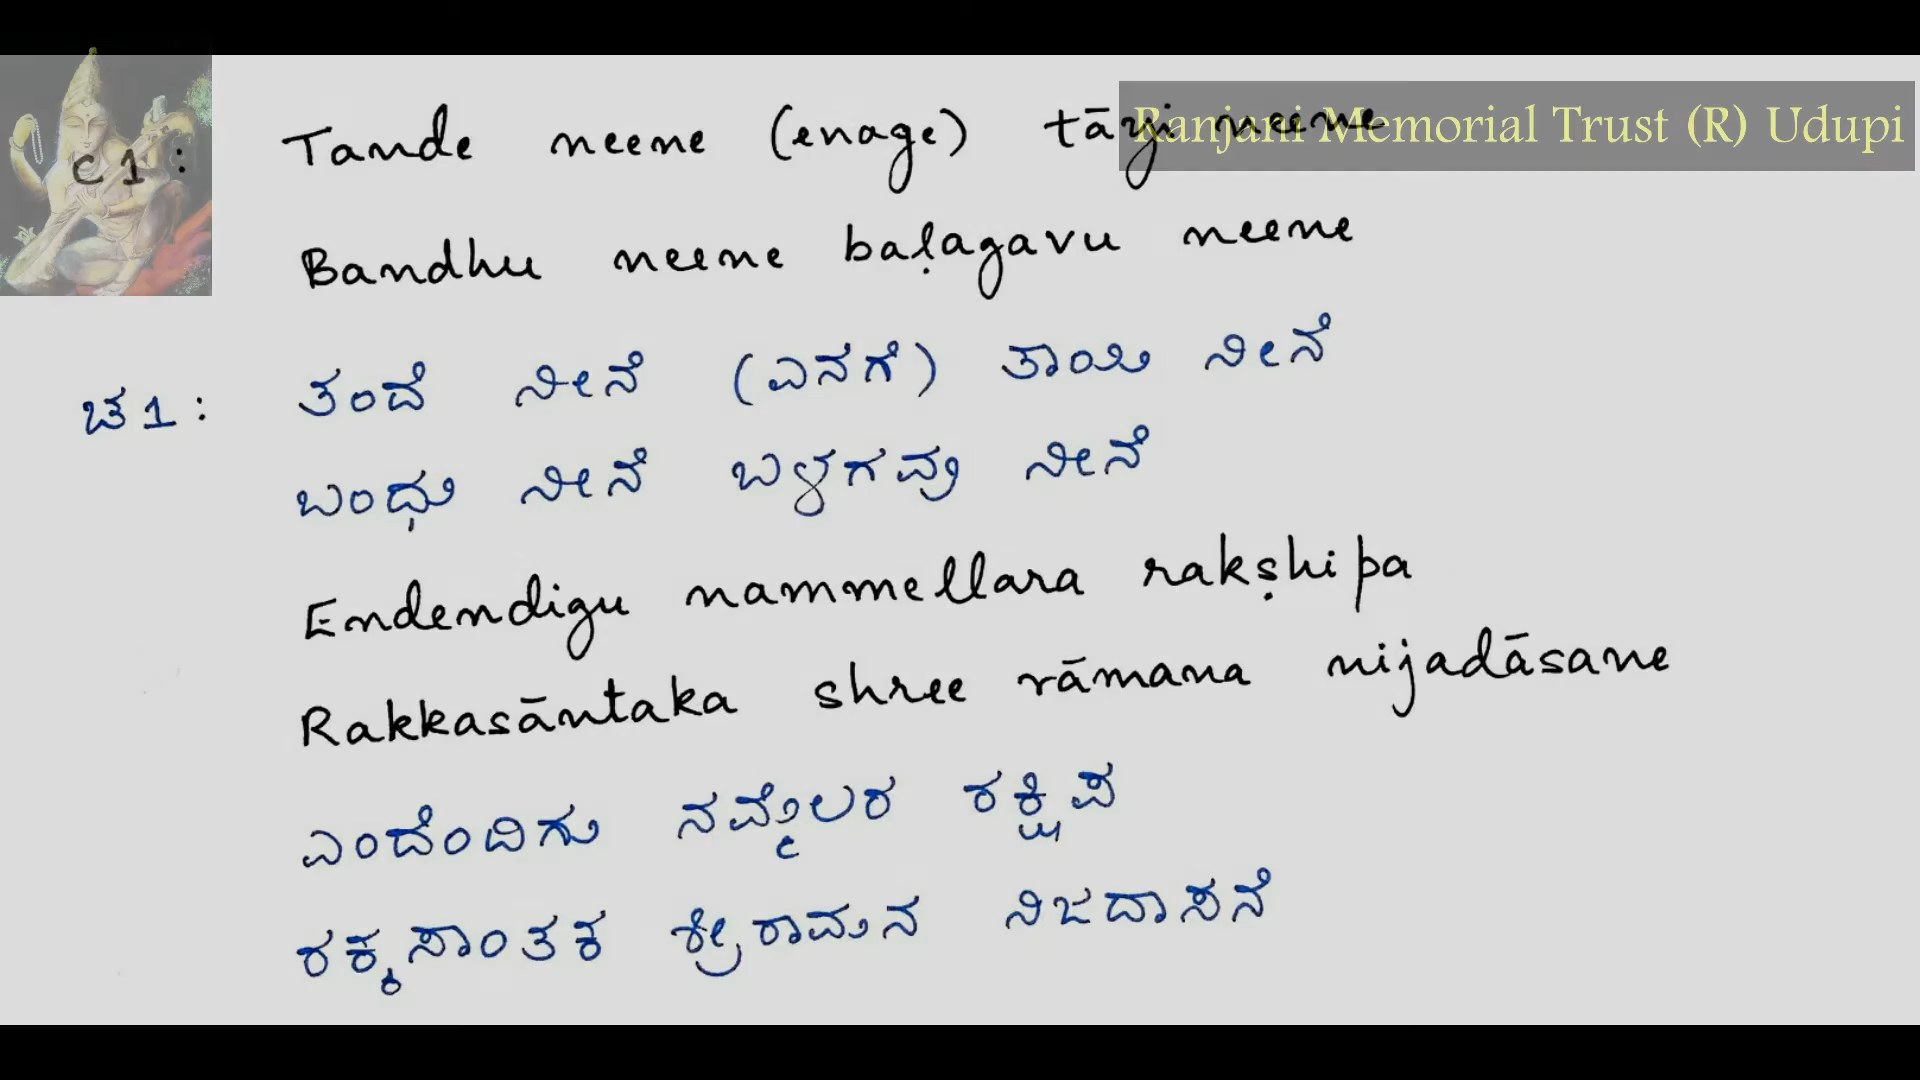 Ranjani Memorial Trust (R) Udupi
C1: Tande neene (enage) tāyi neene
Bandhu neene baḷagavu neene
ಚ1: ತಂದೆ ನೀನೆ (ಎನಗೆ) ತಾಯಿ ನೀನೆ
ಬಂಧು ನೀನೆ ಬಳಗವು ನೀನೆ
Endendigu nammellara rakṣhipa
Rakkasāntaka shree rāmana nijadāsane
ಎಂದೆಂದಿಗು ನಮ್ಮೆಲರ ರಕ್ಷಿಪ
ರಕ್ಕಸಾಂತಕ ಶ್ರೀರಾಮನ ನಿಜದಾಸನೆ